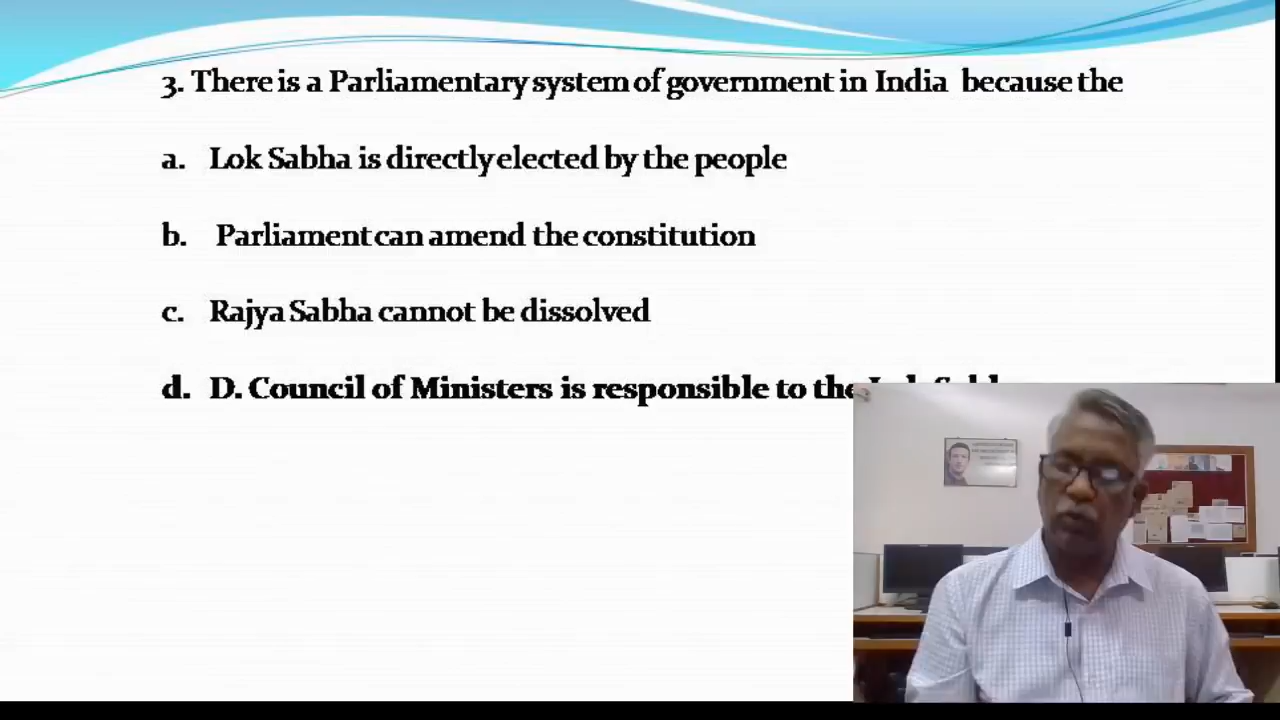 3. There is a Parliamentary system of government in India because the
a. Lok Sabha is directly elected by the people
b. Parliament can amend the constitution
c. Rajya Sabha cannot be dissolved
d. D. Council of Ministers is responsible to the